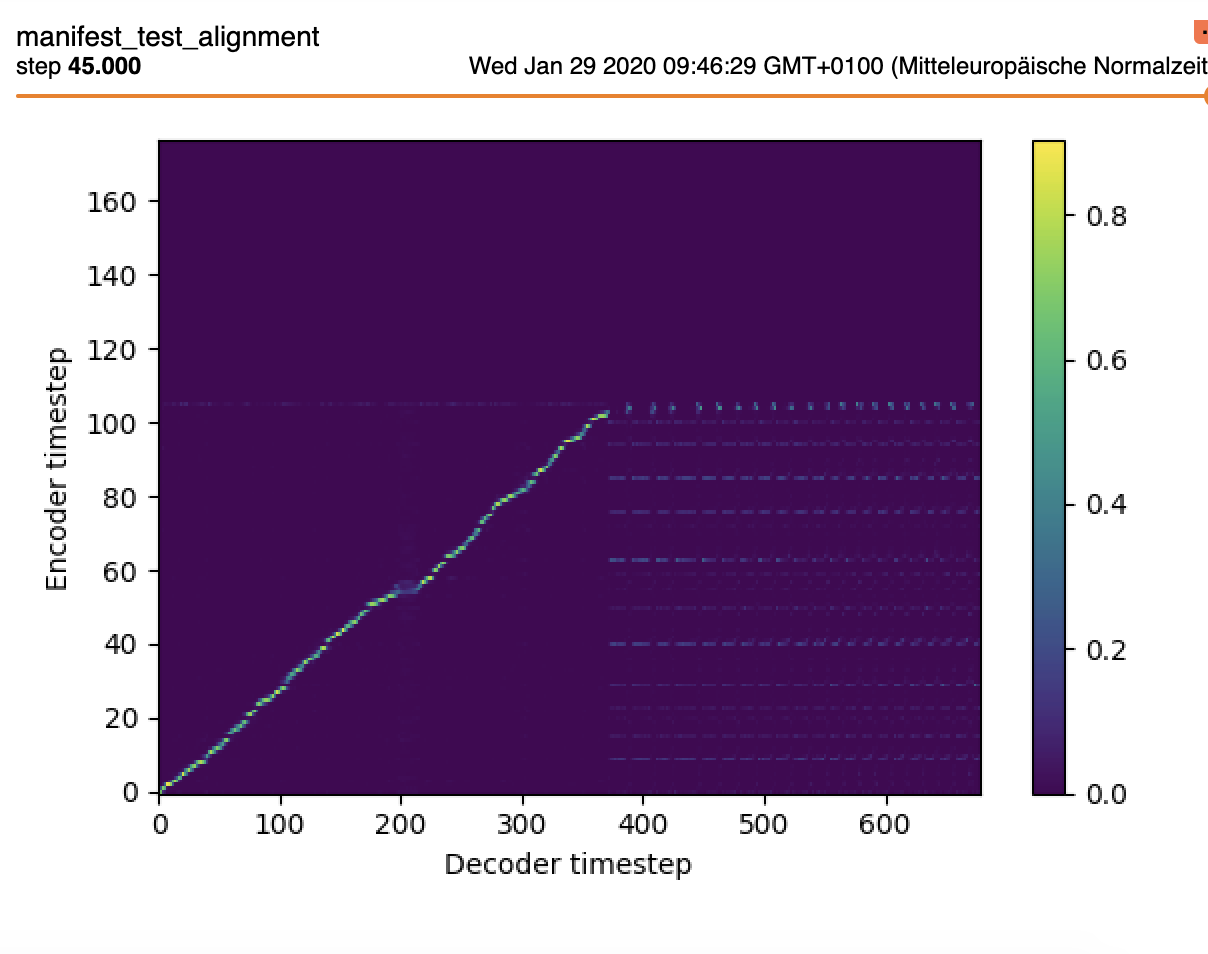 manifest_test_alignment
step 45.000
Wed Jan 29 2020 09:46:29 GMT+0100 (Mitteleuropäische Normalzeit
160
140
120
100
80
60
40
20
0
Encoder timestep
0 100 200 300 400 500 600
Decoder timestep
0.8
0.6
0.4
0.2
0.0